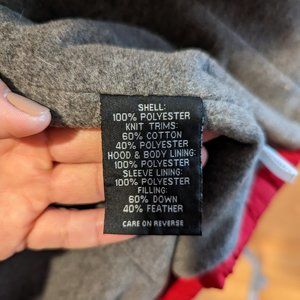 SHELL:
100% POLYESTER
KNIT TRIMS:
60% COTTON
40% POLYESTER
HOOD & BODY LINING:
100% POLYESTER
SLEEVE LINING:
100% POLYESTER
FILLING:
60% DOWN
40% FEATHER
CARE ON REVERSE